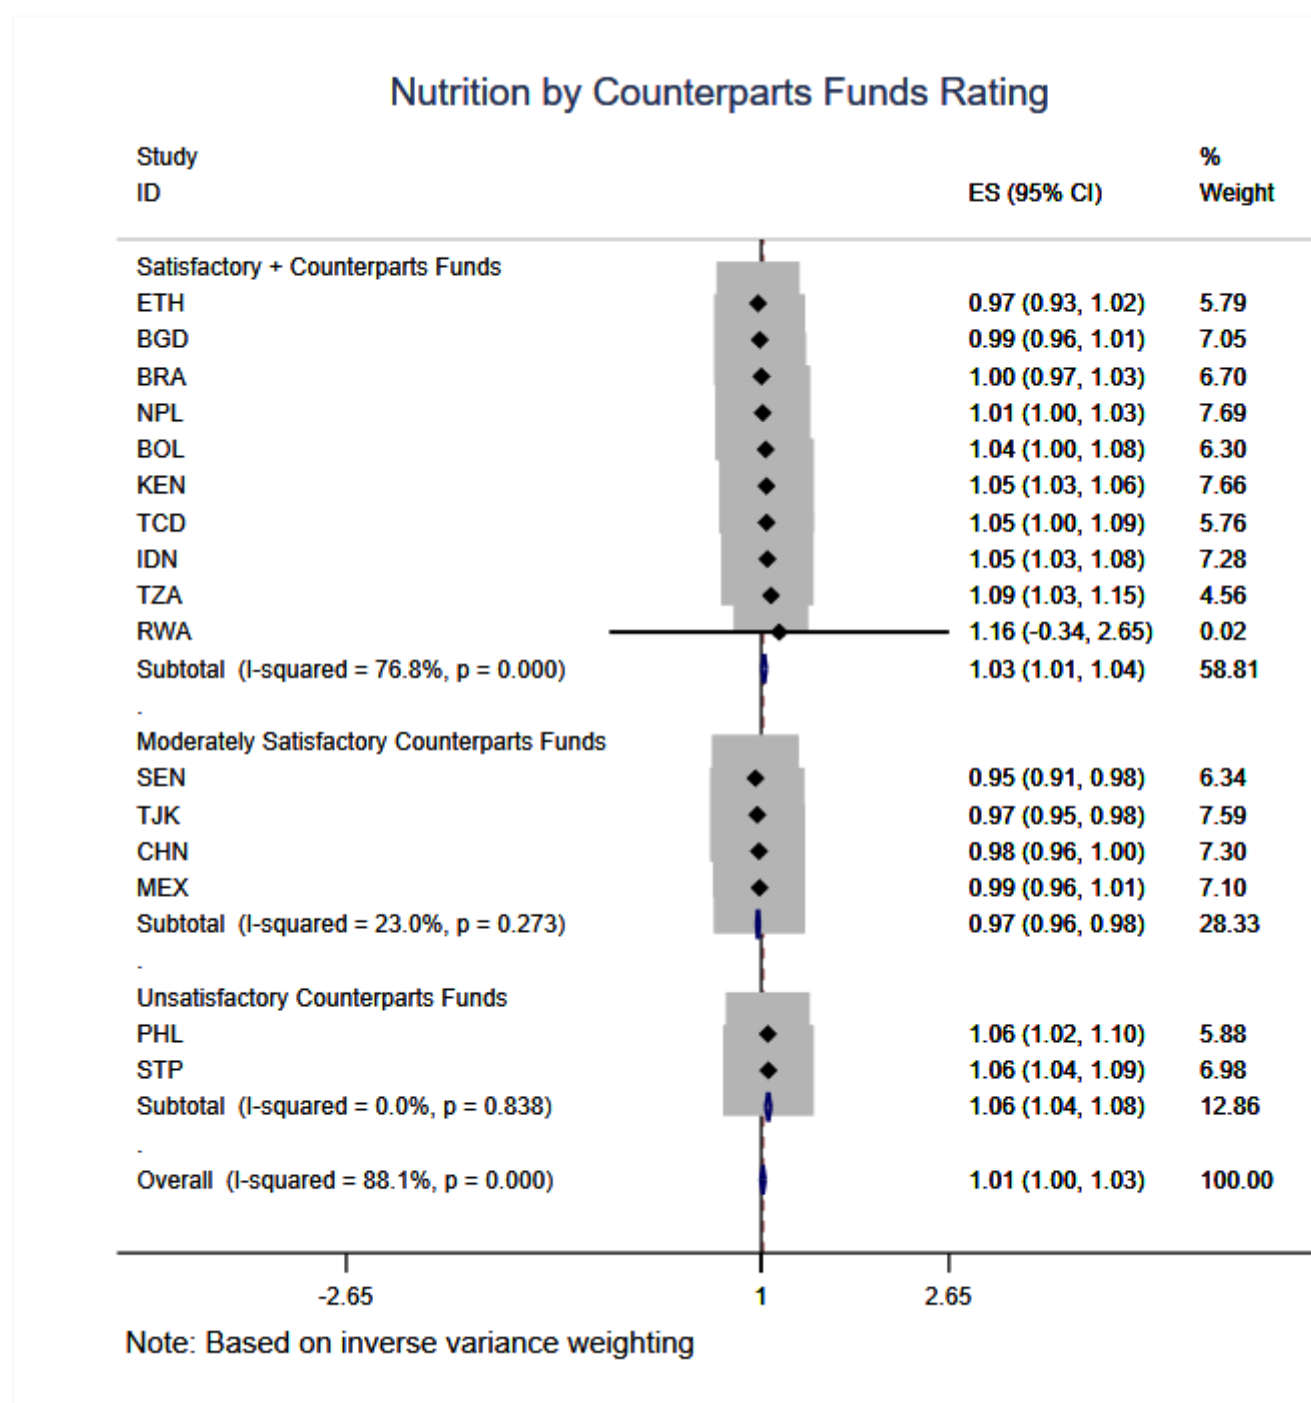 Nutrition by Counterparts Funds Rating
Study %
ID ES (95% CI) Weight
Satisfactory + Counterparts Funds
ETH 0.97 (0.93, 1.02) 5.79
BGD 0.99 (0.96, 1.01) 7.05
BRA 1.00 (0.97, 1.03) 6.70
NPL 1.01 (1.00, 1.03) 7.69
BOL 1.04 (1.00, 1.08) 6.30
KEN 1.05 (1.03, 1.06) 7.66
TCD 1.05 (1.00, 1.09) 5.76
IDN 1.05 (1.03, 1.08) 7.28
TZA 1.09 (1.03, 1.15) 4.56
RWA 1.16 (-0.34, 2.65) 0.02
Subtotal (I-squared = 76.8%, p = 0.000) 1.03 (1.01, 1.04) 58.81
.
Moderately Satisfactory Counterparts Funds
SEN 0.95 (0.91, 0.98) 6.34
TJK 0.97 (0.95, 0.98) 7.59
CHN 0.98 (0.96, 1.00) 7.30
MEX 0.99 (0.96, 1.01) 7.10
Subtotal (I-squared = 23.0%, p = 0.273) 0.97 (0.96, 0.98) 28.33
.
Unsatisfactory Counterparts Funds
PHL 1.06 (1.02, 1.10) 5.88
STP 1.06 (1.04, 1.09) 6.98
Subtotal (I-squared = 0.0%, p = 0.838) 1.06 (1.04, 1.08) 12.86
.
Overall (I-squared = 88.1%, p = 0.000) 1.01 (1.00, 1.03) 100.00
-2.65 1 2.65
Note: Based on inverse variance weighting